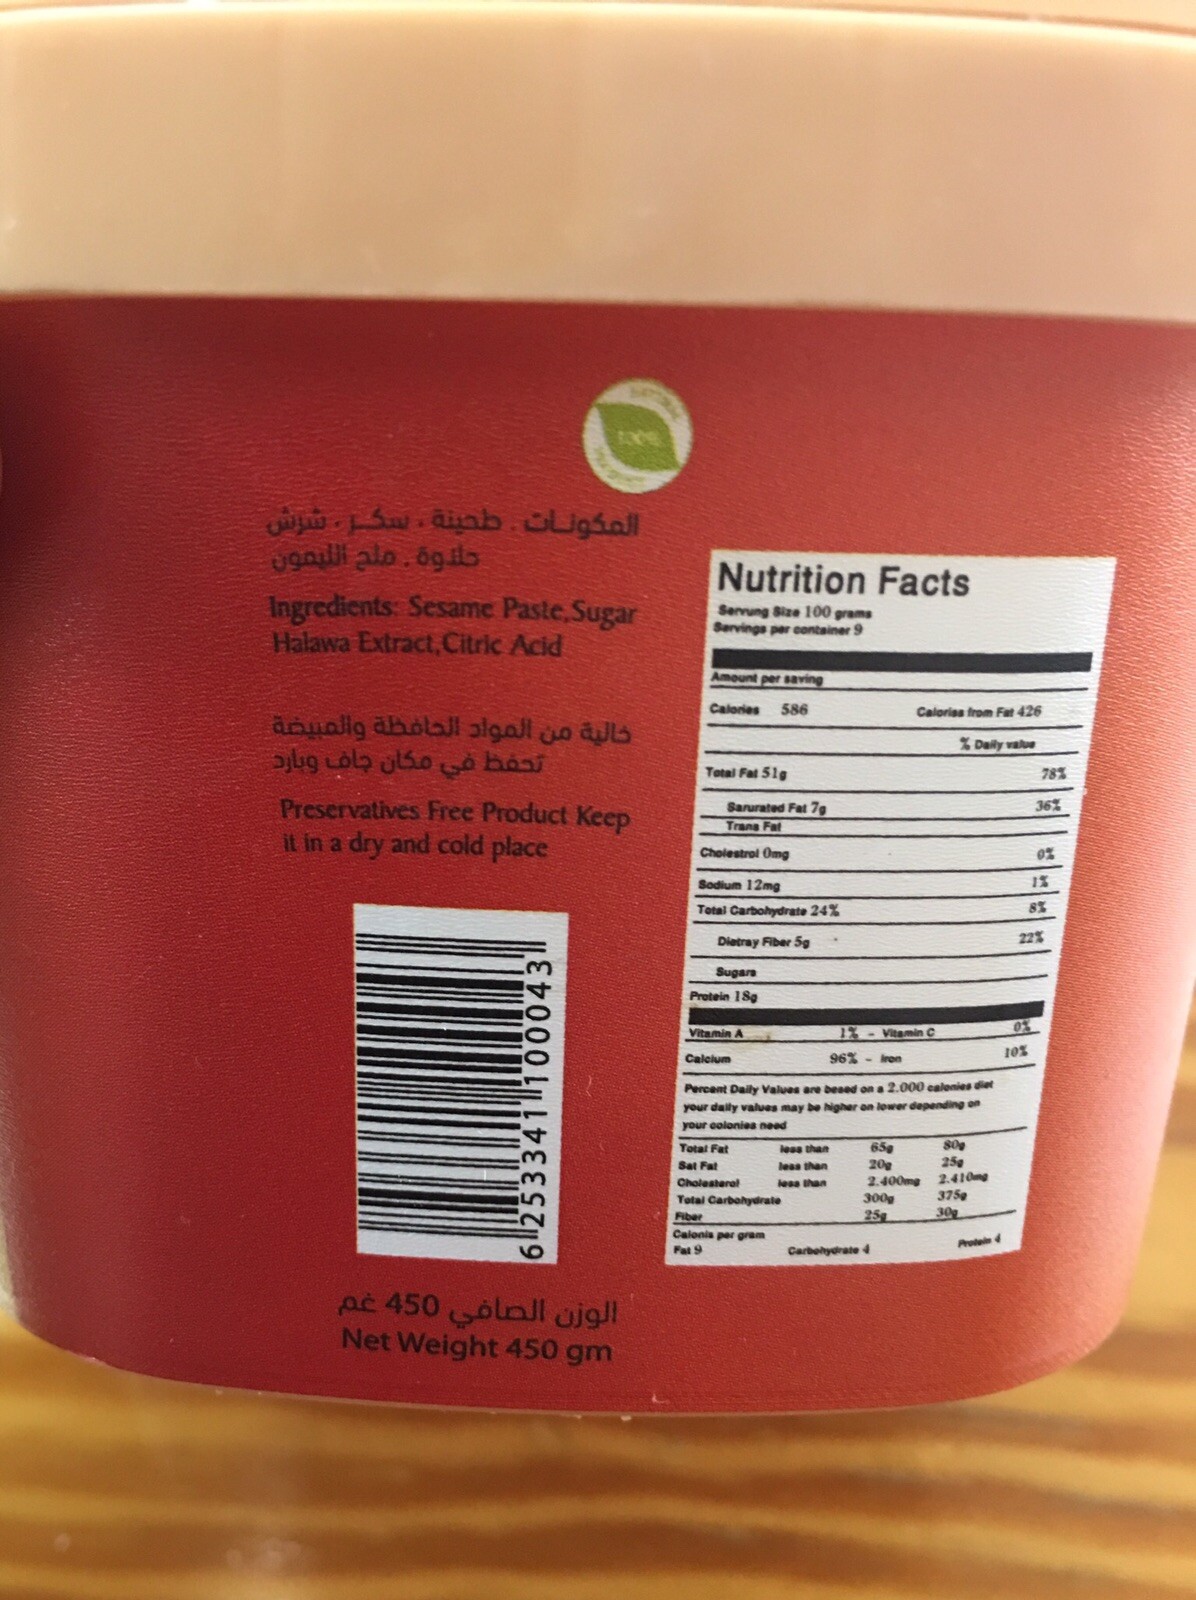 100%
المكونات. طحينة، سكر، شرش
حلاوة، ملح الليمون
Ingredients: Sesame Paste,Sugar
Halawa Extract,Citric Acid
خالية من المواد الحافظة والمبيضة
تحفظ في مكان جاف وبارد
Preservatives Free Product Keep
it in a dry and cold place
6253341100043
الوزن الصافي 450 غم
Net Weight 450 gm
Nutrition Facts
Servung Size 100 grams
Servings per container 9
Amount per saving
Calories 586 Calories from Fat 426
% Daily value
Total Fat 51g 78%
Sarurated Fat 7g 36%
Trans Fat
Cholestrol 0mg 0%
Sodium 12mg 1%
Total Carbohydrate 24% 8%
Dietray Fiber 5g 22%
Sugars
Protein 18g
Vitamin A 1% - Vitamin C 0%
Calcium 96% - Iron 10%
Percent Daily Values are besed on a 2.000 calonies diet
your daily values may be higher on lower depending on
your colonies need
Total Fat less than 65g 80g
Sat Fat less than 20g 25g
Cholesterol less than 2.400mg 2.410mg
Total Carbohydrate 300g 375g
Fiber 25g 30g
Calonis per gram
Fat 9 Carbohydrate 4 Protein 4